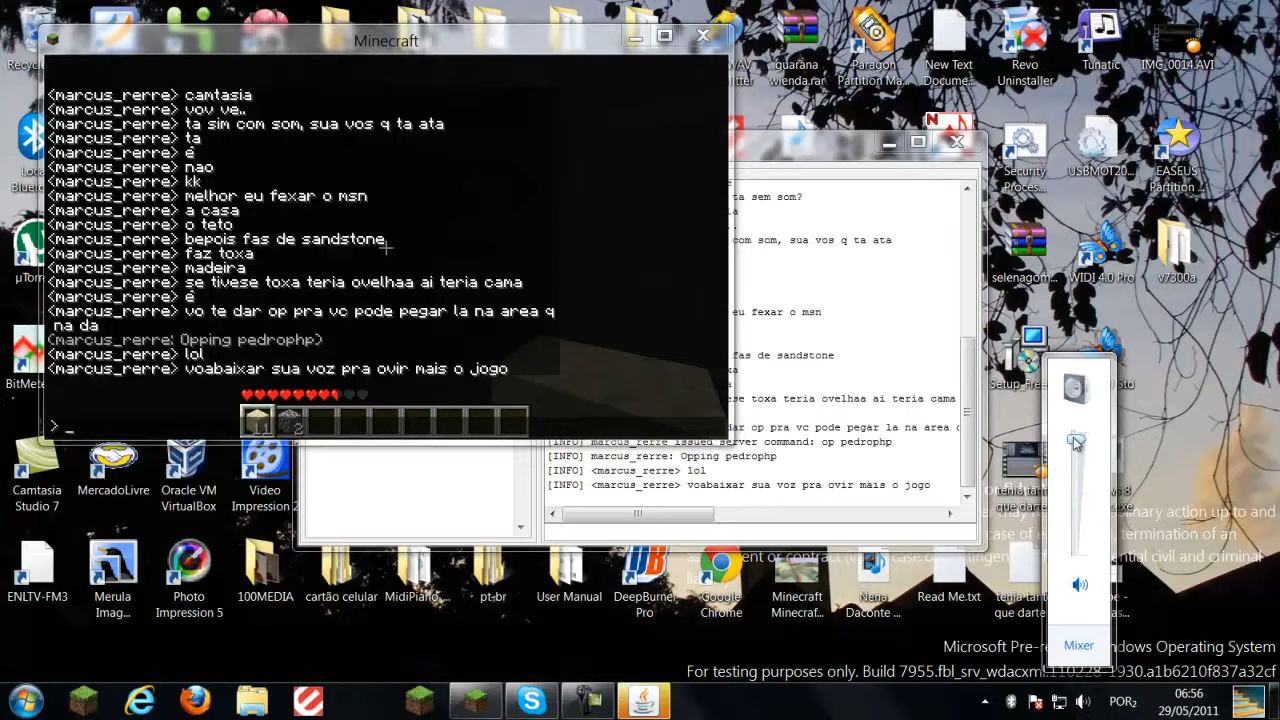 Minecraft
<marcus_rerre> camtasia
<marcus_rerre> vou ve..
<marcus_rerre> ta sim com som, sua vos q ta ata
<marcus_rerre> ta
<marcus_rerre> é
<marcus_rerre> nao
<marcus_rerre> kk
<marcus_rerre> melhor eu fexar o msn
<marcus_rerre> a casa
<marcus_rerre> o teto
<marcus_rerre> bepois fas de sandstone
<marcus_rerre> faz toxa
<marcus_rerre> madeira
<marcus_rerre> se tivese toxa teria ovelhaa ai teria cama
<marcus_rerre> é
<marcus_rerre> vo te dar op pra vc pode pegar la na area q
na da
(marcus_rerre: Opping pedrophp)
<marcus_rerre> lol
<marcus_rerre> voabaixar sua voz pra ovir mais o jogo
11
2
> _
ta sem som?
com som, sua vos q ta ata
eu fexar o msn
fas de sandstone
ese toxa teria ovelhaa ai teria cama
dar op pra vc pode pegar la na area
[INFO] marcus_rerre issued server command: op pedrophp
[INFO] marcus_rerre: Opping pedrophp
[INFO] <marcus_rerre> lol
[INFO] <marcus_rerre> voabaixar sua voz pra ovir mais o jogo
guarana
wienda.rar
Paragon
Partition Ma...
New Text
Docume...
Revo
Uninstaller
Tunatic
IMG_0014.AVI
Security
Proces...
USBMOT20...
EASEUS
Partition ...
selenagom...
WIDI 4.0 Pro
v7300a
Mixer
Camtasia
Studio 7
MercadoLivre
Oracle VM
VirtualBox
Video
Impression 2
ENLTV-FM3
Merula
Imag...
Photo
Impression 5
100MEDIA
cartão celular
MidiPiano_...
pt-br
User Manual
DeepBurner
Pro
Google
Chrome
Minecraft
Minecraf...
Nena
Daconte ...
Read Me.txt
Microsoft Pre-re
ndows Operating System
For testing purposes only. Build 7955.fbl_srv_wdacxml.110228-1930.a1b6210f837a32cf
POR2
06:56
29/05/2011